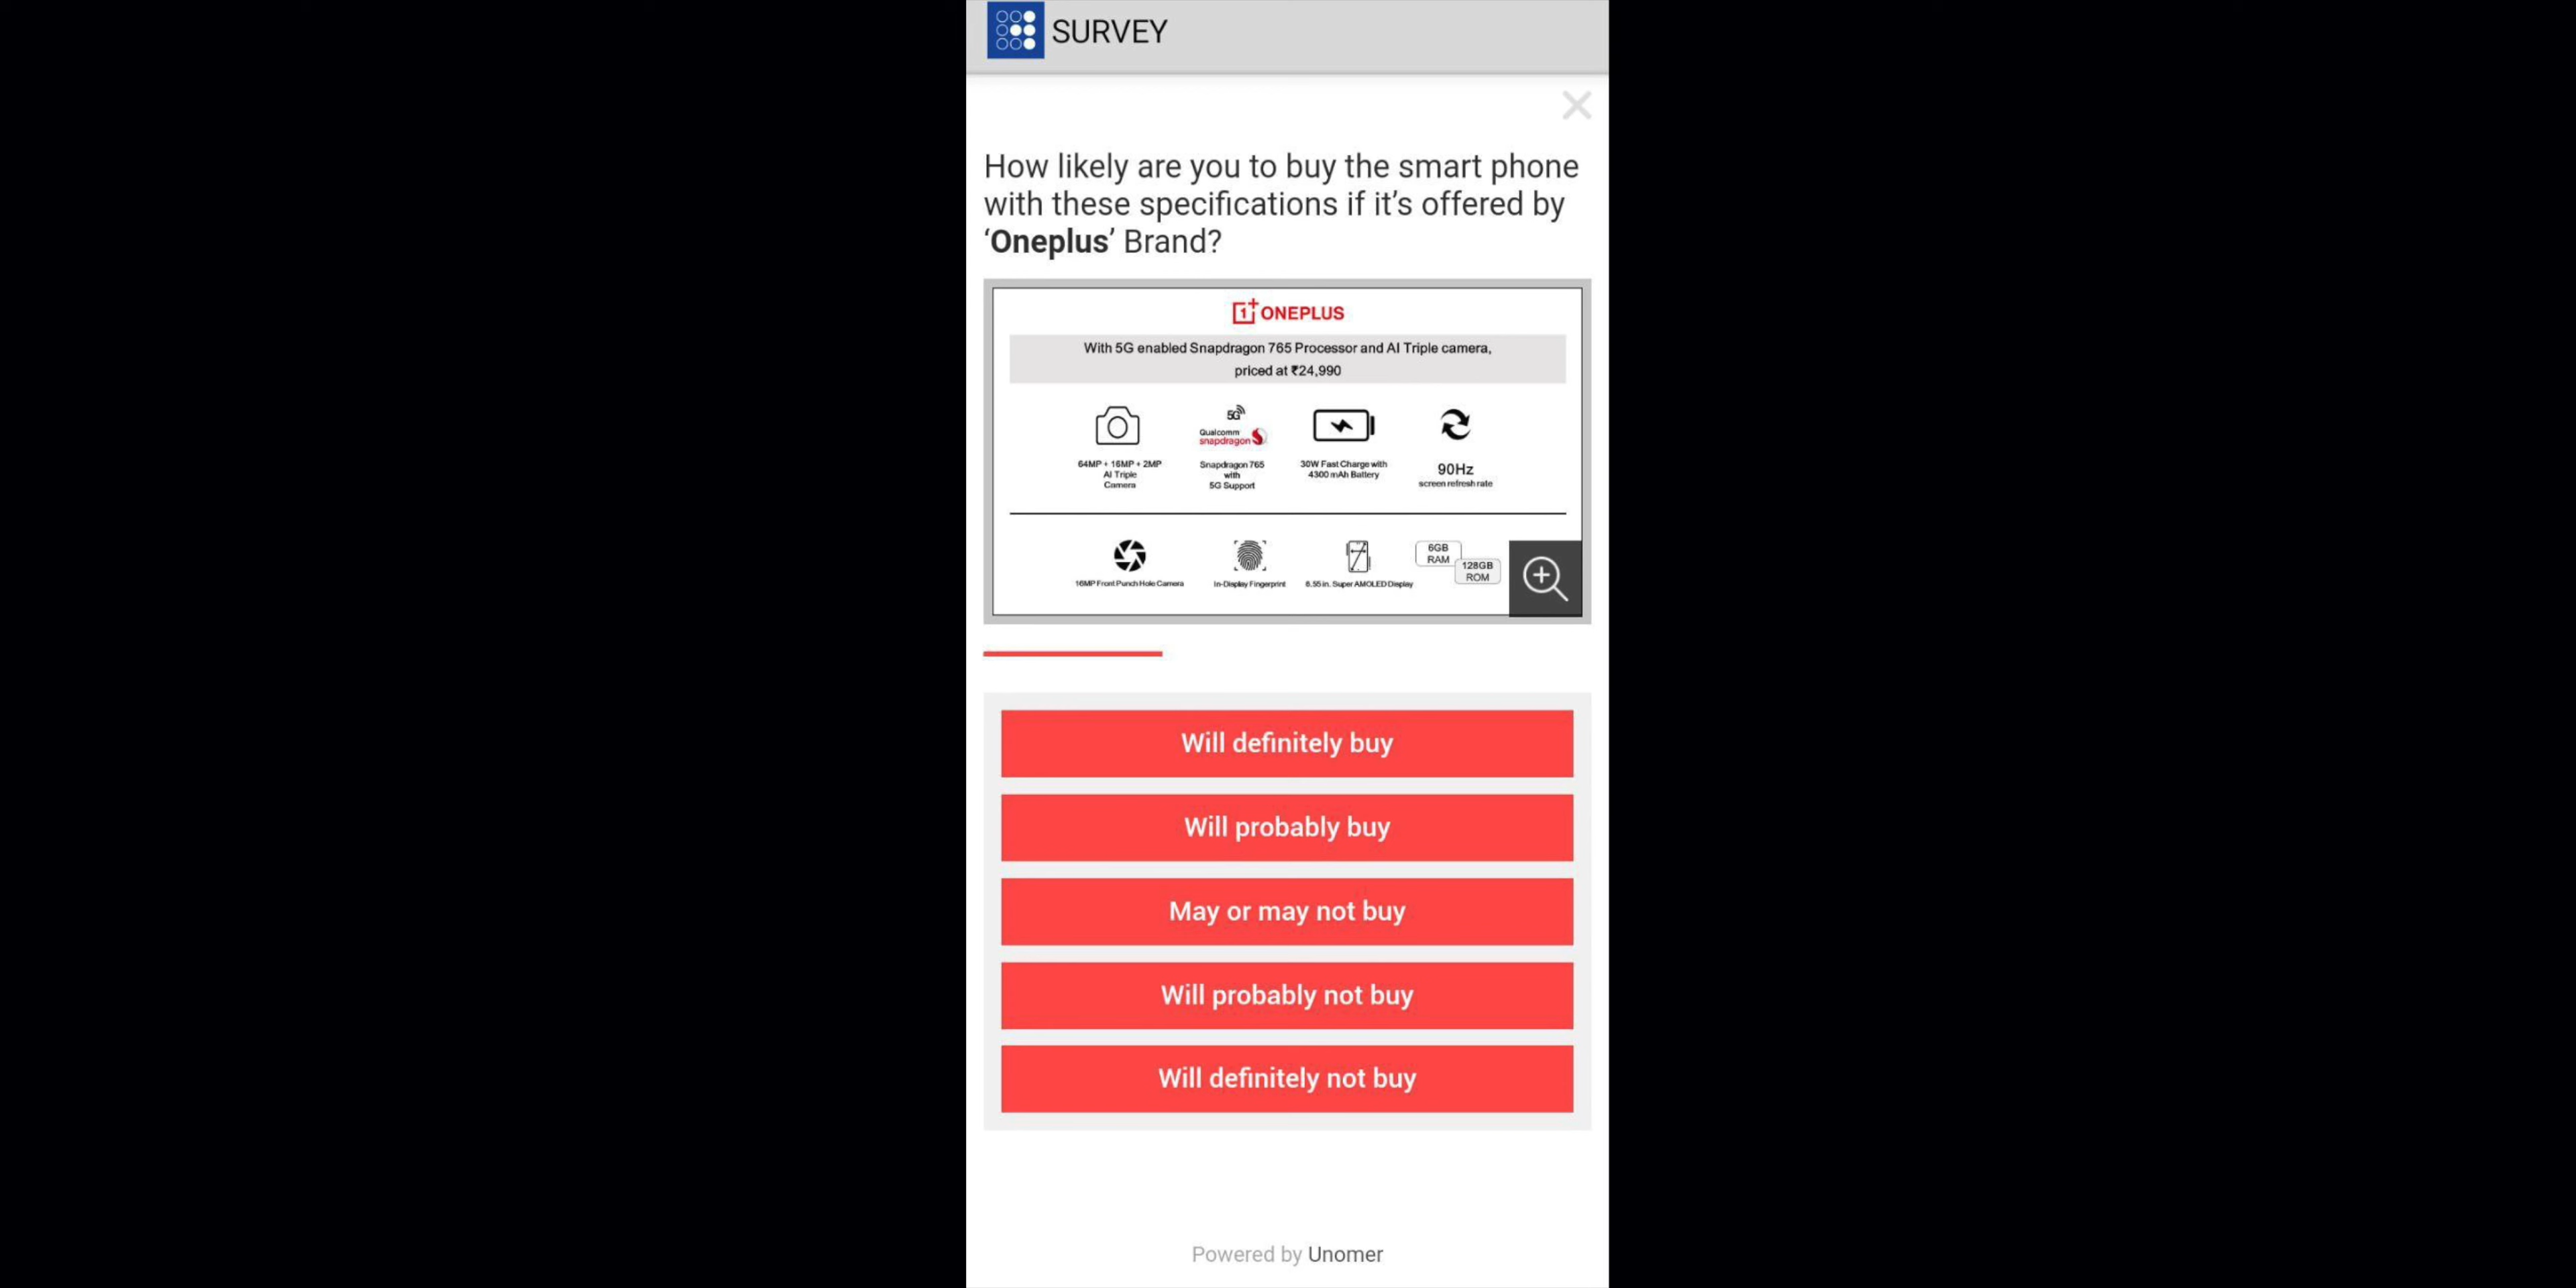 SURVEY
How likely are you to buy the smart phone
with these specifications if it’s offered by
‘Oneplus’ Brand?
1+ ONEPLUS
With 5G enabled Snapdragon 765 Processor and AI Triple camera,
priced at ₹24,990
5G
Qualcomm
snapdragon
64MP + 16MP + 2MP
AI Triple
Camera
Snapdragon 765
with
5G Support
30W Fast Charge with
4300 mAh Battery
90Hz
screen refresh rate
6GB
RAM
128GB
ROM
16MP Front Punch Hole Camera
In-Display Fingerprint
6.55 in. Super AMOLED Display
Will definitely buy
Will probably buy
May or may not buy
Will probably not buy
Will definitely not buy
Powered by Unomer